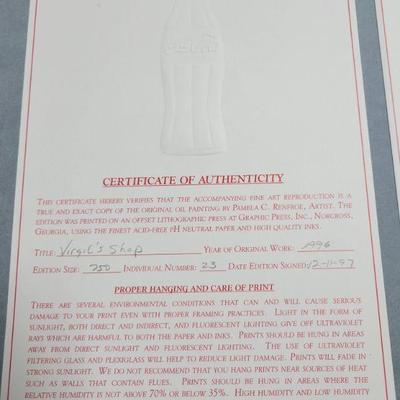 CERTIFICATE OF AUTHENTICITY
THIS CERTIFICATE HEREBY VERIFIES THAT THE ACCOMPANYING FINE ART REPRODUCTION IS A
TRUE AND EXACT COPY OF THE ORIGINAL OIL PAINTING BY PAMELA C. RENFROE, ARTIST. THE
EDITION WAS PRINTED ON AN OFFSET LITHOGRAPHIC PRESS AT GRAPHIC PRESS, INC., NORCROSS,
GEORGIA, USING THE FINEST ACID-FREE PH NEUTRAL PAPER AND HIGH QUALITY INKS.
TITLE: Virgil's Shop YEAR OF ORIGINAL WORK: 1996
EDITION SIZE: 750 INDIVIDUAL NUMBER: 23 DATE EDITION SIGNED: 12-11-97
PROPER HANGING AND CARE OF PRINT
THERE ARE SEVERAL ENVIRONMENTAL CONDITIONS THAT CAN AND WILL CAUSE SERIOUS
DAMAGE TO YOUR PRINT EVEN WITH PROPER FRAMING PRACTICES. LIGHT IN THE FORM OF
SUNLIGHT, BOTH DIRECT AND INDIRECT, AND FLUORESCENT LIGHTING GIVE OFF ULTRAVIOLET
RAYS WHICH ARE HARMFUL TO BOTH THE PAPER AND INKS. PRINTS SHOULD BE HUNG IN AREAS
AWAY FROM DIRECT SUNLIGHT AND FLUORESCENT LIGHTING. THE USE OF ULTRAVIOLET
FILTERING GLASS AND PLEXIGLASS WILL HELP TO REDUCE LIGHT DAMAGE. PRINTS WILL FADE IN
STRONG SUNLIGHT. WE DO NOT RECOMMEND THAT YOU HANG PRINTS NEAR SOURCES OF HEAT
SUCH AS WALLS THAT CONTAIN FLUES. PRINTS SHOULD BE HUNG IN AREAS WHERE THE
RELATIVE HUMIDITY IS NOT ABOVE 70% OR BELOW 35%. HIGH HUMIDITY AND LOW HUMIDITY